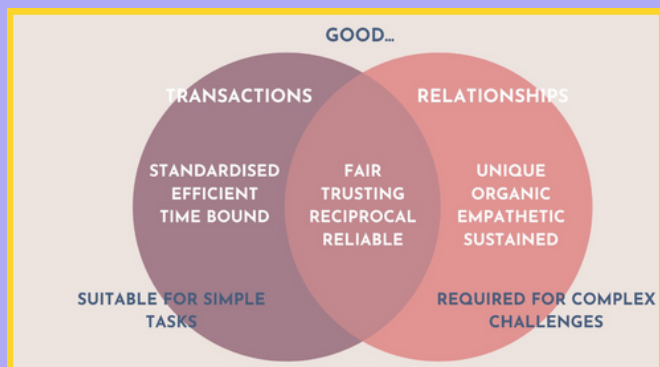 GOOD...
TRANSACTIONS
RELATIONSHIPS
STANDARDISED
EFFICIENT
TIME BOUND
FAIR
TRUSTING
RECIPROCAL
RELIABLE
UNIQUE
ORGANIC
EMPATHETIC
SUSTAINED
SUITABLE FOR SIMPLE
TASKS
REQUIRED FOR COMPLEX
CHALLENGES